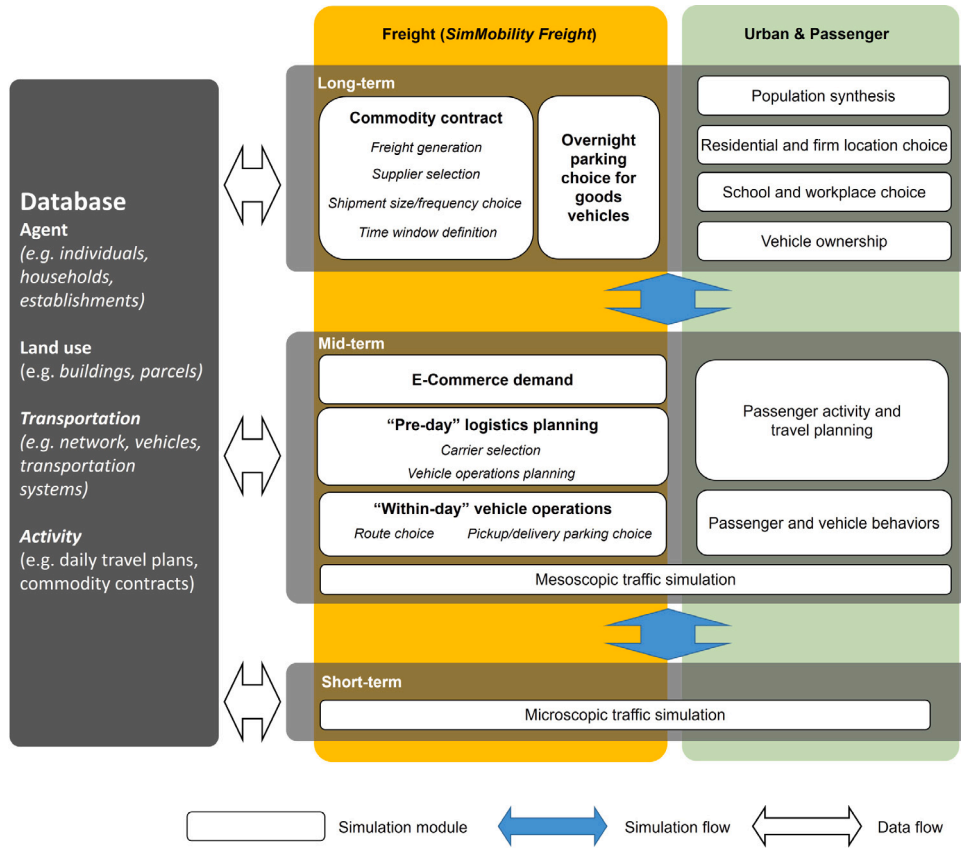 Freight (SimMobility Freight)
Urban & Passenger
Database
Agent
(e.g. individuals,
households,
establishments)
Land use
(e.g. buildings, parcels)
Transportation
(e.g. network, vehicles,
transportation
systems)
Activity
(e.g. daily travel plans,
commodity contracts)
Long-term
Commodity contract
Freight generation
Supplier selection
Shipment size/frequency choice
Time window definition
Overnight
parking
choice for
goods
vehicles
Population synthesis
Residential and firm location choice
School and workplace choice
Vehicle ownership
Mid-term
E-Commerce demand
“Pre-day” logistics planning
Carrier selection
Vehicle operations planning
“Within-day” vehicle operations
Route choice
Pickup/delivery parking choice
Passenger activity and
travel planning
Passenger and vehicle behaviors
Mesoscopic traffic simulation
Short-term
Microscopic traffic simulation
Simulation module
Simulation flow
Data flow